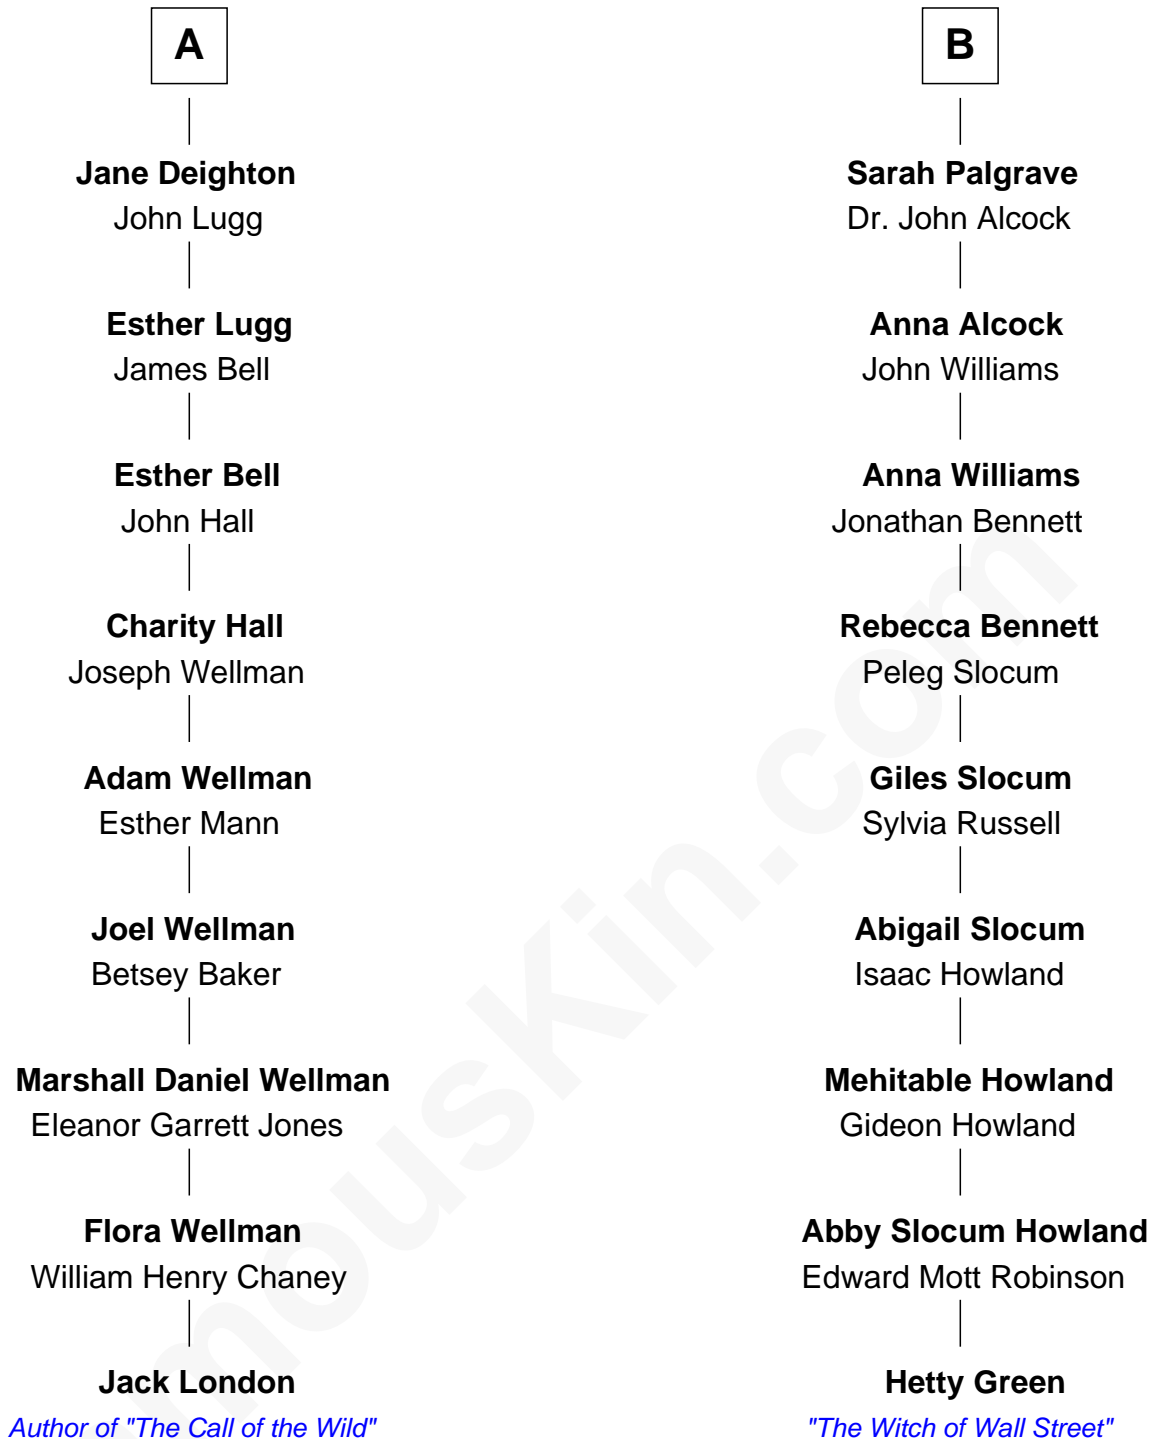 A
Jane Deighton
John Lugg
Esther Lugg
James Bell
Esther Bell
John Hall
Charity Hall
Joseph Wellman
Adam Wellman
Esther Mann
Joel Wellman
Betsey Baker
Marshall Daniel Wellman
Eleanor Garrett Jones
Flora Wellman
William Henry Chaney
Jack London
Author of "The Call of the Wild"
B
Sarah Palgrave
Dr. John Alcock
Anna Alcock
John Williams
Anna Williams
Jonathan Bennett
Rebecca Bennett
Peleg Slocum
Giles Slocum
Sylvia Russell
Abigail Slocum
Isaac Howland
Mehitable Howland
Gideon Howland
Abby Slocum Howland
Edward Mott Robinson
Hetty Green
"The Witch of Wall Street"
mousKin.com